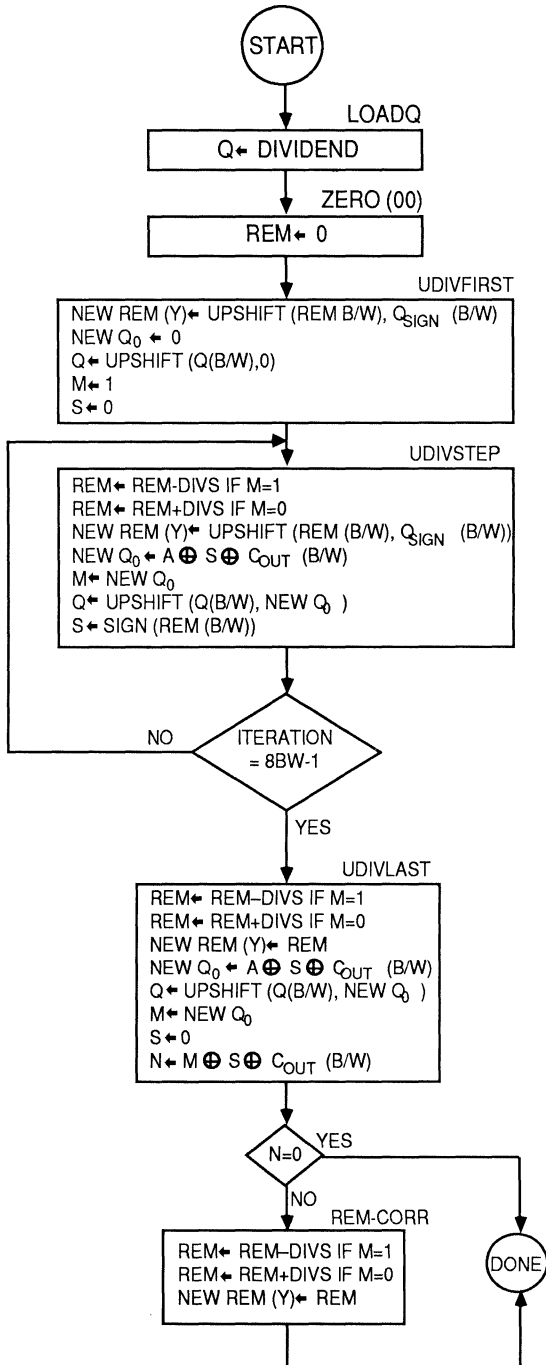 START
LOADQ
Q← DIVIDEND
ZERO (00)
REM← 0
UDIVFIRST
NEW REM (Y)← UPSHIFT (REM B/W), QSIGN (B/W)
NEW Q0 ← 0
Q← UPSHIFT (Q(B/W),0)
M← 1
S← 0
UDIVSTEP
REM← REM-DIVS IF M=1
REM← REM+DIVS IF M=0
NEW REM (Y)← UPSHIFT (REM (B/W), QSIGN (B/W))
NEW Q0 ← A ⊕ S ⊕ COUT (B/W)
M← NEW Q0
Q← UPSHIFT (Q(B/W), NEW Q0 )
S← SIGN (REM (B/W))
NO
ITERATION
= 8BW-1
YES
UDIVLAST
REM← REM–DIVS IF M=1
REM← REM+DIVS IF M=0
NEW REM (Y)← REM
NEW Q0 ← A ⊕ S ⊕ COUT (B/W)
Q← UPSHIFT (Q(B/W), NEW Q0 )
M← NEW Q0
S← 0
N← M ⊕ S ⊕ COUT (B/W)
N=0
YES
NO
REM-CORR
REM← REM–DIVS IF M=1
REM← REM+DIVS IF M=0
NEW REM (Y)← REM
DONE